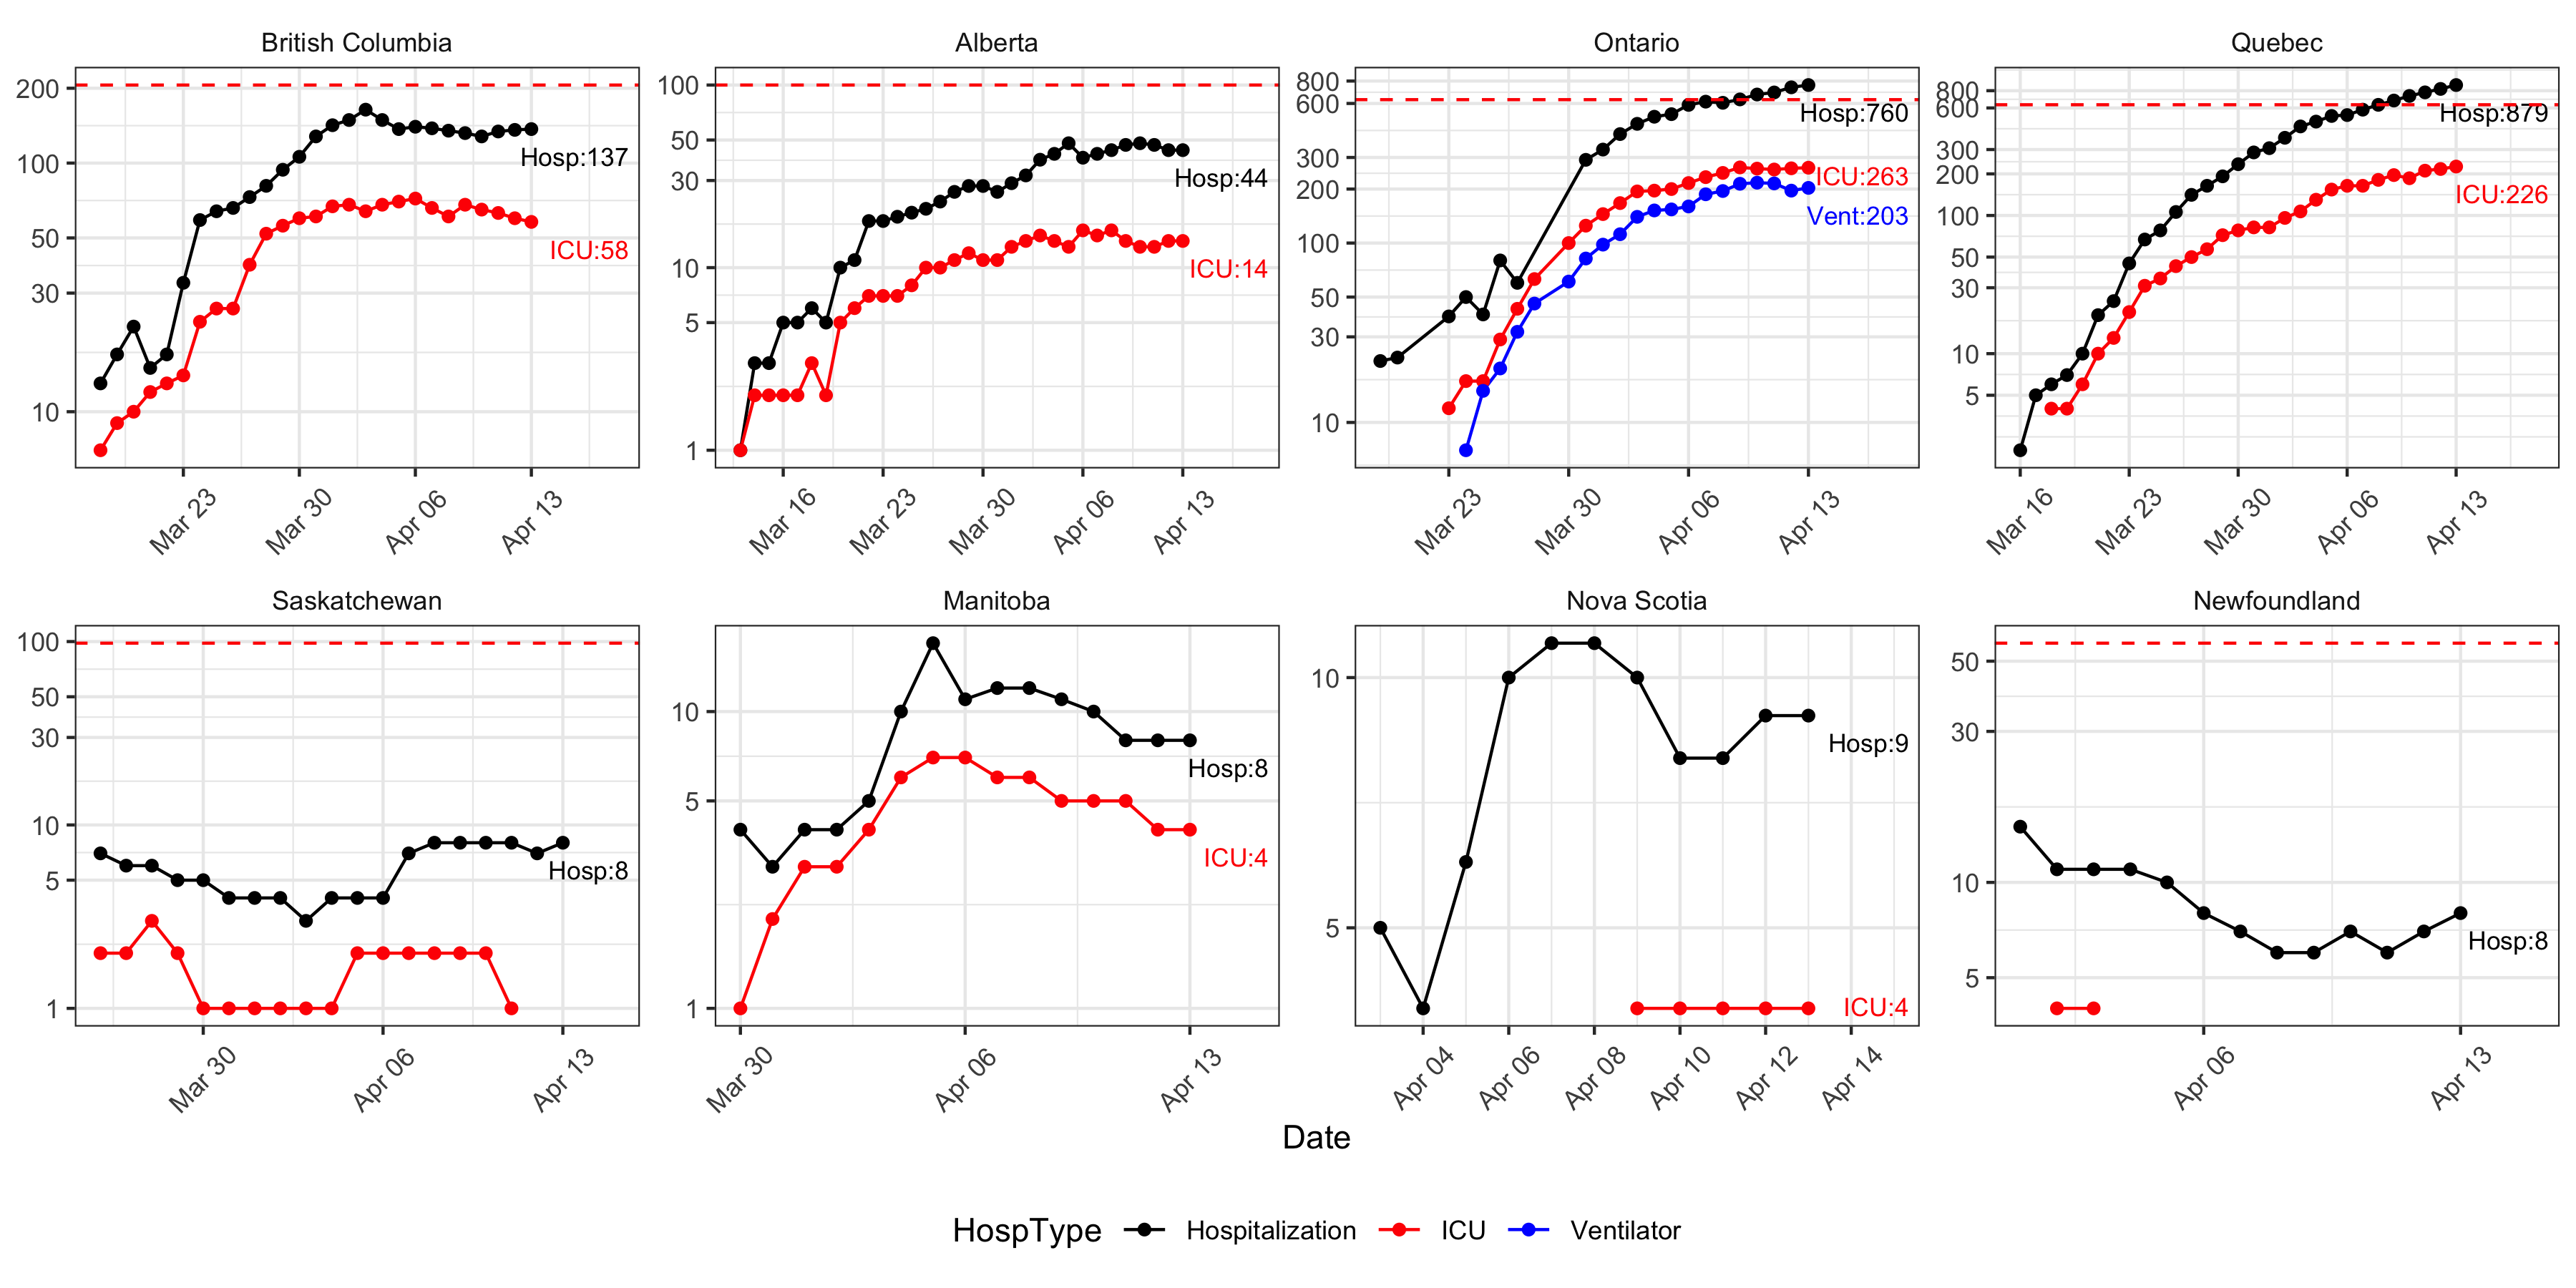 British Columbia
Alberta
Ontario
Quebec
200
100
50
30
10
Hosp:137
ICU:58
Mar 23
Mar 30
Apr 06
Apr 13
100
50
30
10
5
1
Hosp:44
ICU:14
Mar 16
Mar 23
Mar 30
Apr 06
Apr 13
800
600
300
200
100
50
30
10
Hosp:760
ICU:263
Vent:203
Mar 23
Mar 30
Apr 06
Apr 13
800
600
300
200
100
50
30
10
5
Hosp:879
ICU:226
Mar 16
Mar 23
Mar 30
Apr 06
Apr 13
Saskatchewan
Manitoba
Nova Scotia
Newfoundland
100
50
30
10
5
1
Hosp:8
Mar 30
Apr 06
Apr 13
10
5
1
Hosp:8
ICU:4
Mar 30
Apr 06
Apr 13
10
5
Hosp:9
ICU:4
Apr 04
Apr 06
Apr 08
Apr 10
Apr 12
Apr 14
50
30
10
5
Hosp:8
Apr 06
Apr 13
Date
HospType Hospitalization ICU Ventilator